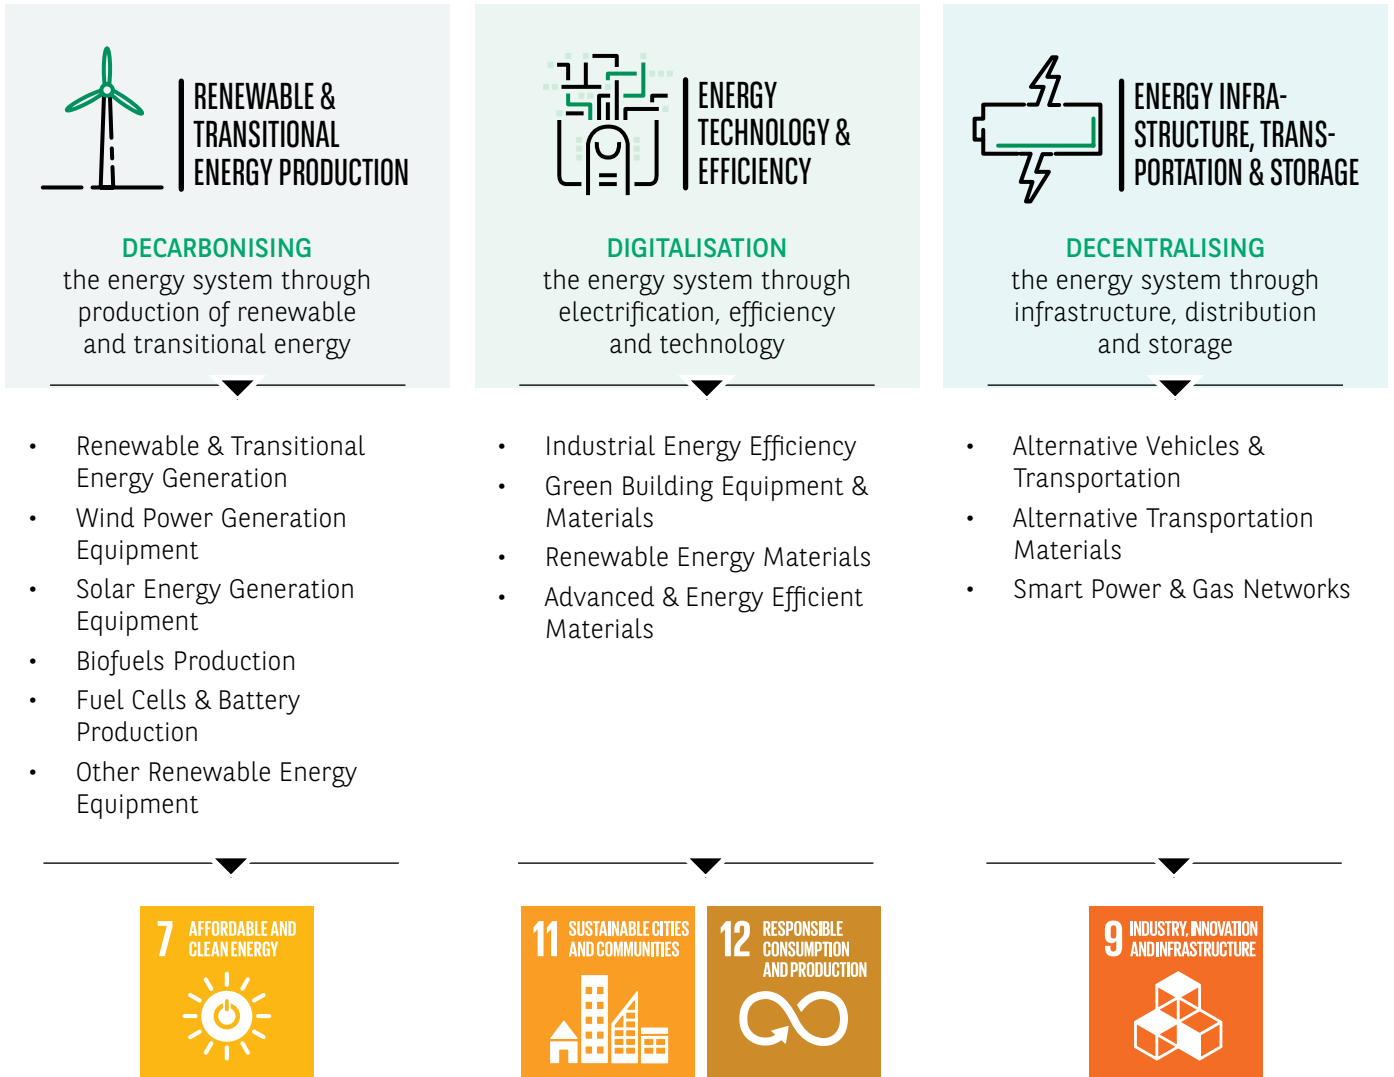 RENEWABLE &
TRANSITIONAL
ENERGY PRODUCTION
DECARBONISING
the energy system through
production of renewable
and transitional energy
• Renewable & Transitional
Energy Generation
• Wind Power Generation
Equipment
• Solar Energy Generation
Equipment
• Biofuels Production
• Fuel Cells & Battery
Production
• Other Renewable Energy
Equipment
7 AFFORDABLE AND
CLEAN ENERGY
ENERGY
TECHNOLOGY &
EFFICIENCY
DIGITALISATION
the energy system through
electrification, efficiency
and technology
• Industrial Energy Efficiency
• Green Building Equipment &
Materials
• Renewable Energy Materials
• Advanced & Energy Efficient
Materials
11 SUSTAINABLE CITIES
AND COMMUNITIES
12 RESPONSIBLE
CONSUMPTION
AND PRODUCTION
ENERGY INFRA-
STRUCTURE, TRANS-
PORTATION & STORAGE
DECENTRALISING
the energy system through
infrastructure, distribution
and storage
• Alternative Vehicles &
Transportation
• Alternative Transportation
Materials
• Smart Power & Gas Networks
9 INDUSTRY, INNOVATION
AND INFRASTRUCTURE